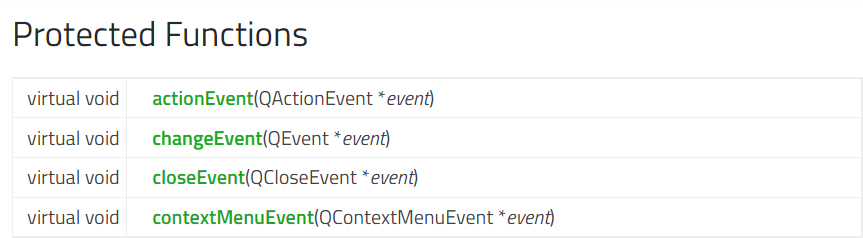 Protected Functions
virtual void actionEvent(QActionEvent *event)
virtual void changeEvent(QEvent *event)
virtual void closeEvent(QCloseEvent *event)
virtual void contextMenuEvent(QContextMenuEvent *event)